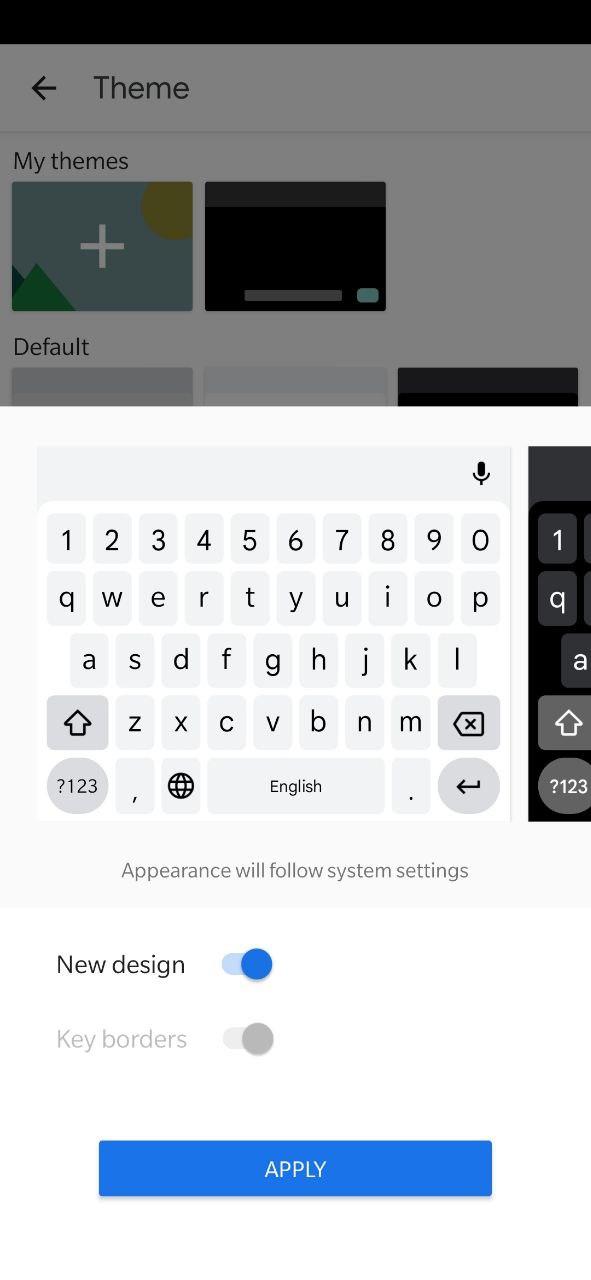 Theme
My themes
Default
1 2 3 4 5 6 7 8 9 0 1
q w e r t y u i o p q
a s d f g h j k l a
z x c v b n m
?123 , English . ?123
Appearance will follow system settings
New design
Key borders
APPLY